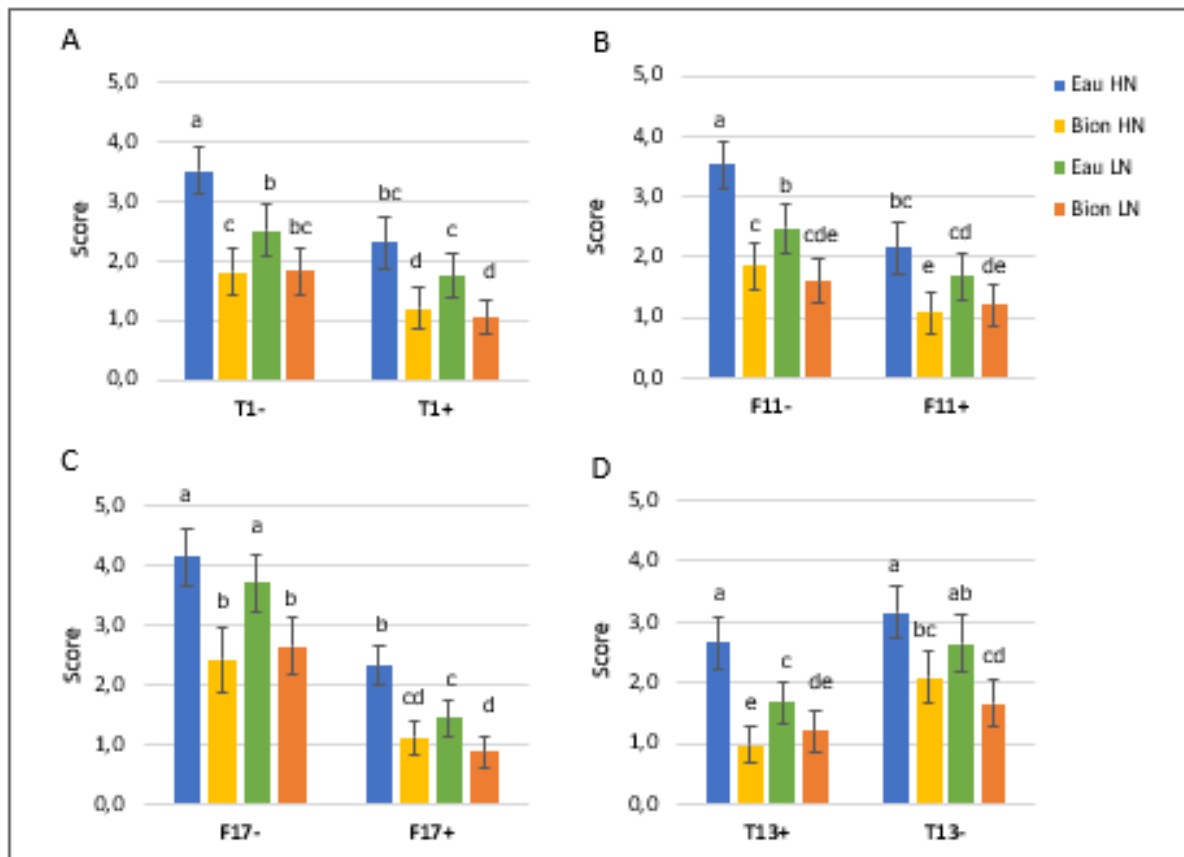 A
5,0
4,0
3,0
2,0
1,0
0,0
Score
a
c
b
bc
bc
d
c
d
T1-
T1+
B
5,0
4,0
3,0
2,0
1,0
0,0
Score
a
c
b
cde
bc
e
cd
de
F11-
F11+
Eau HN
Bion HN
Eau LN
Bion LN
C
5,0
4,0
3,0
2,0
1,0
0,0
Score
a
b
a
b
b
cd
c
d
F17-
F17+
D
5,0
4,0
3,0
2,0
1,0
0,0
Score
a
e
c
de
a
bc
ab
cd
T13+
T13-